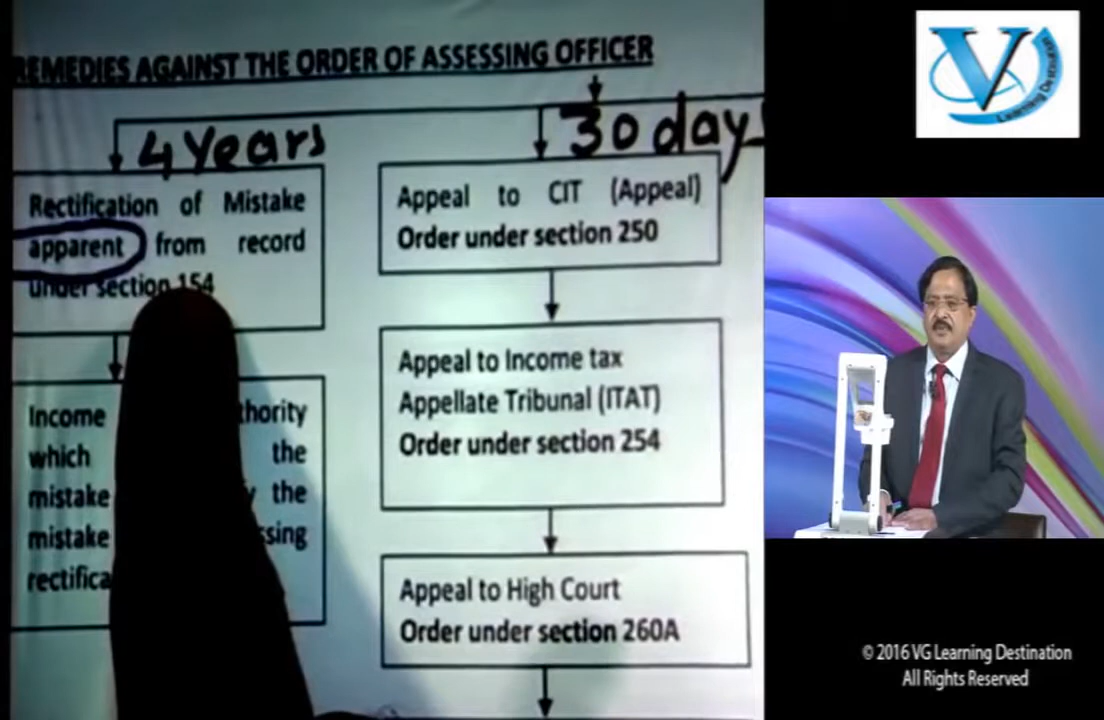 REMEDIES AGAINST THE ORDER OF ASSESSING OFFICER
4 Years
30 days
Rectification of Mistake
apparent from record
under section 154
Income
which the
mistake the
mistake
Appeal to CIT (Appeal)
Order under section 250
Appeal to Income tax
Appellate Tribunal (ITAT)
Order under section 254
Appeal to High Court
Order under section 260A
V
Learning Destination
© 2016 VG Learning Destination
All Rights Reserved